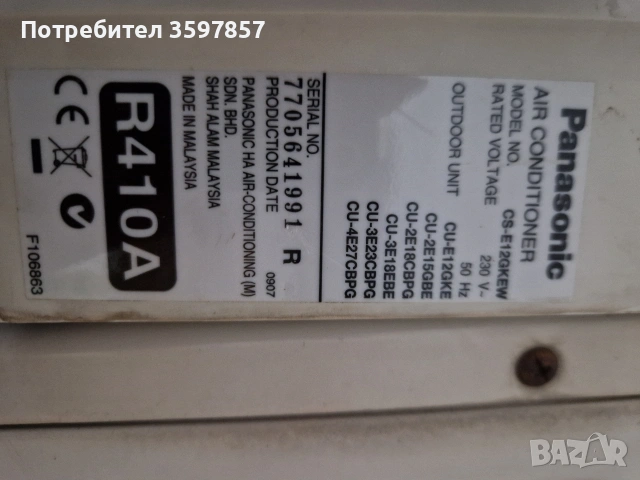 Потребител 3597857
Panasonic
AIR CONDITIONER
MODEL NO. CS-E12GKEW
RATED VOLTAGE 230 V~
50 Hz
OUTDOOR UNIT CU-E12GKE
CU-2E15GBE
CU-2E18CBPG
CU-3E18EBE
CU-3E23CBPG
CU-4E27CBPG
SERIAL NO.
7705641991 R
PRODUCTION DATE 0907
PANASONIC HA AIR-CONDITIONING (M)
SDN. BHD.
SHAH ALAM MALAYSIA
MADE IN MALAYSIA
R410A
CE
F106863
BAZAR